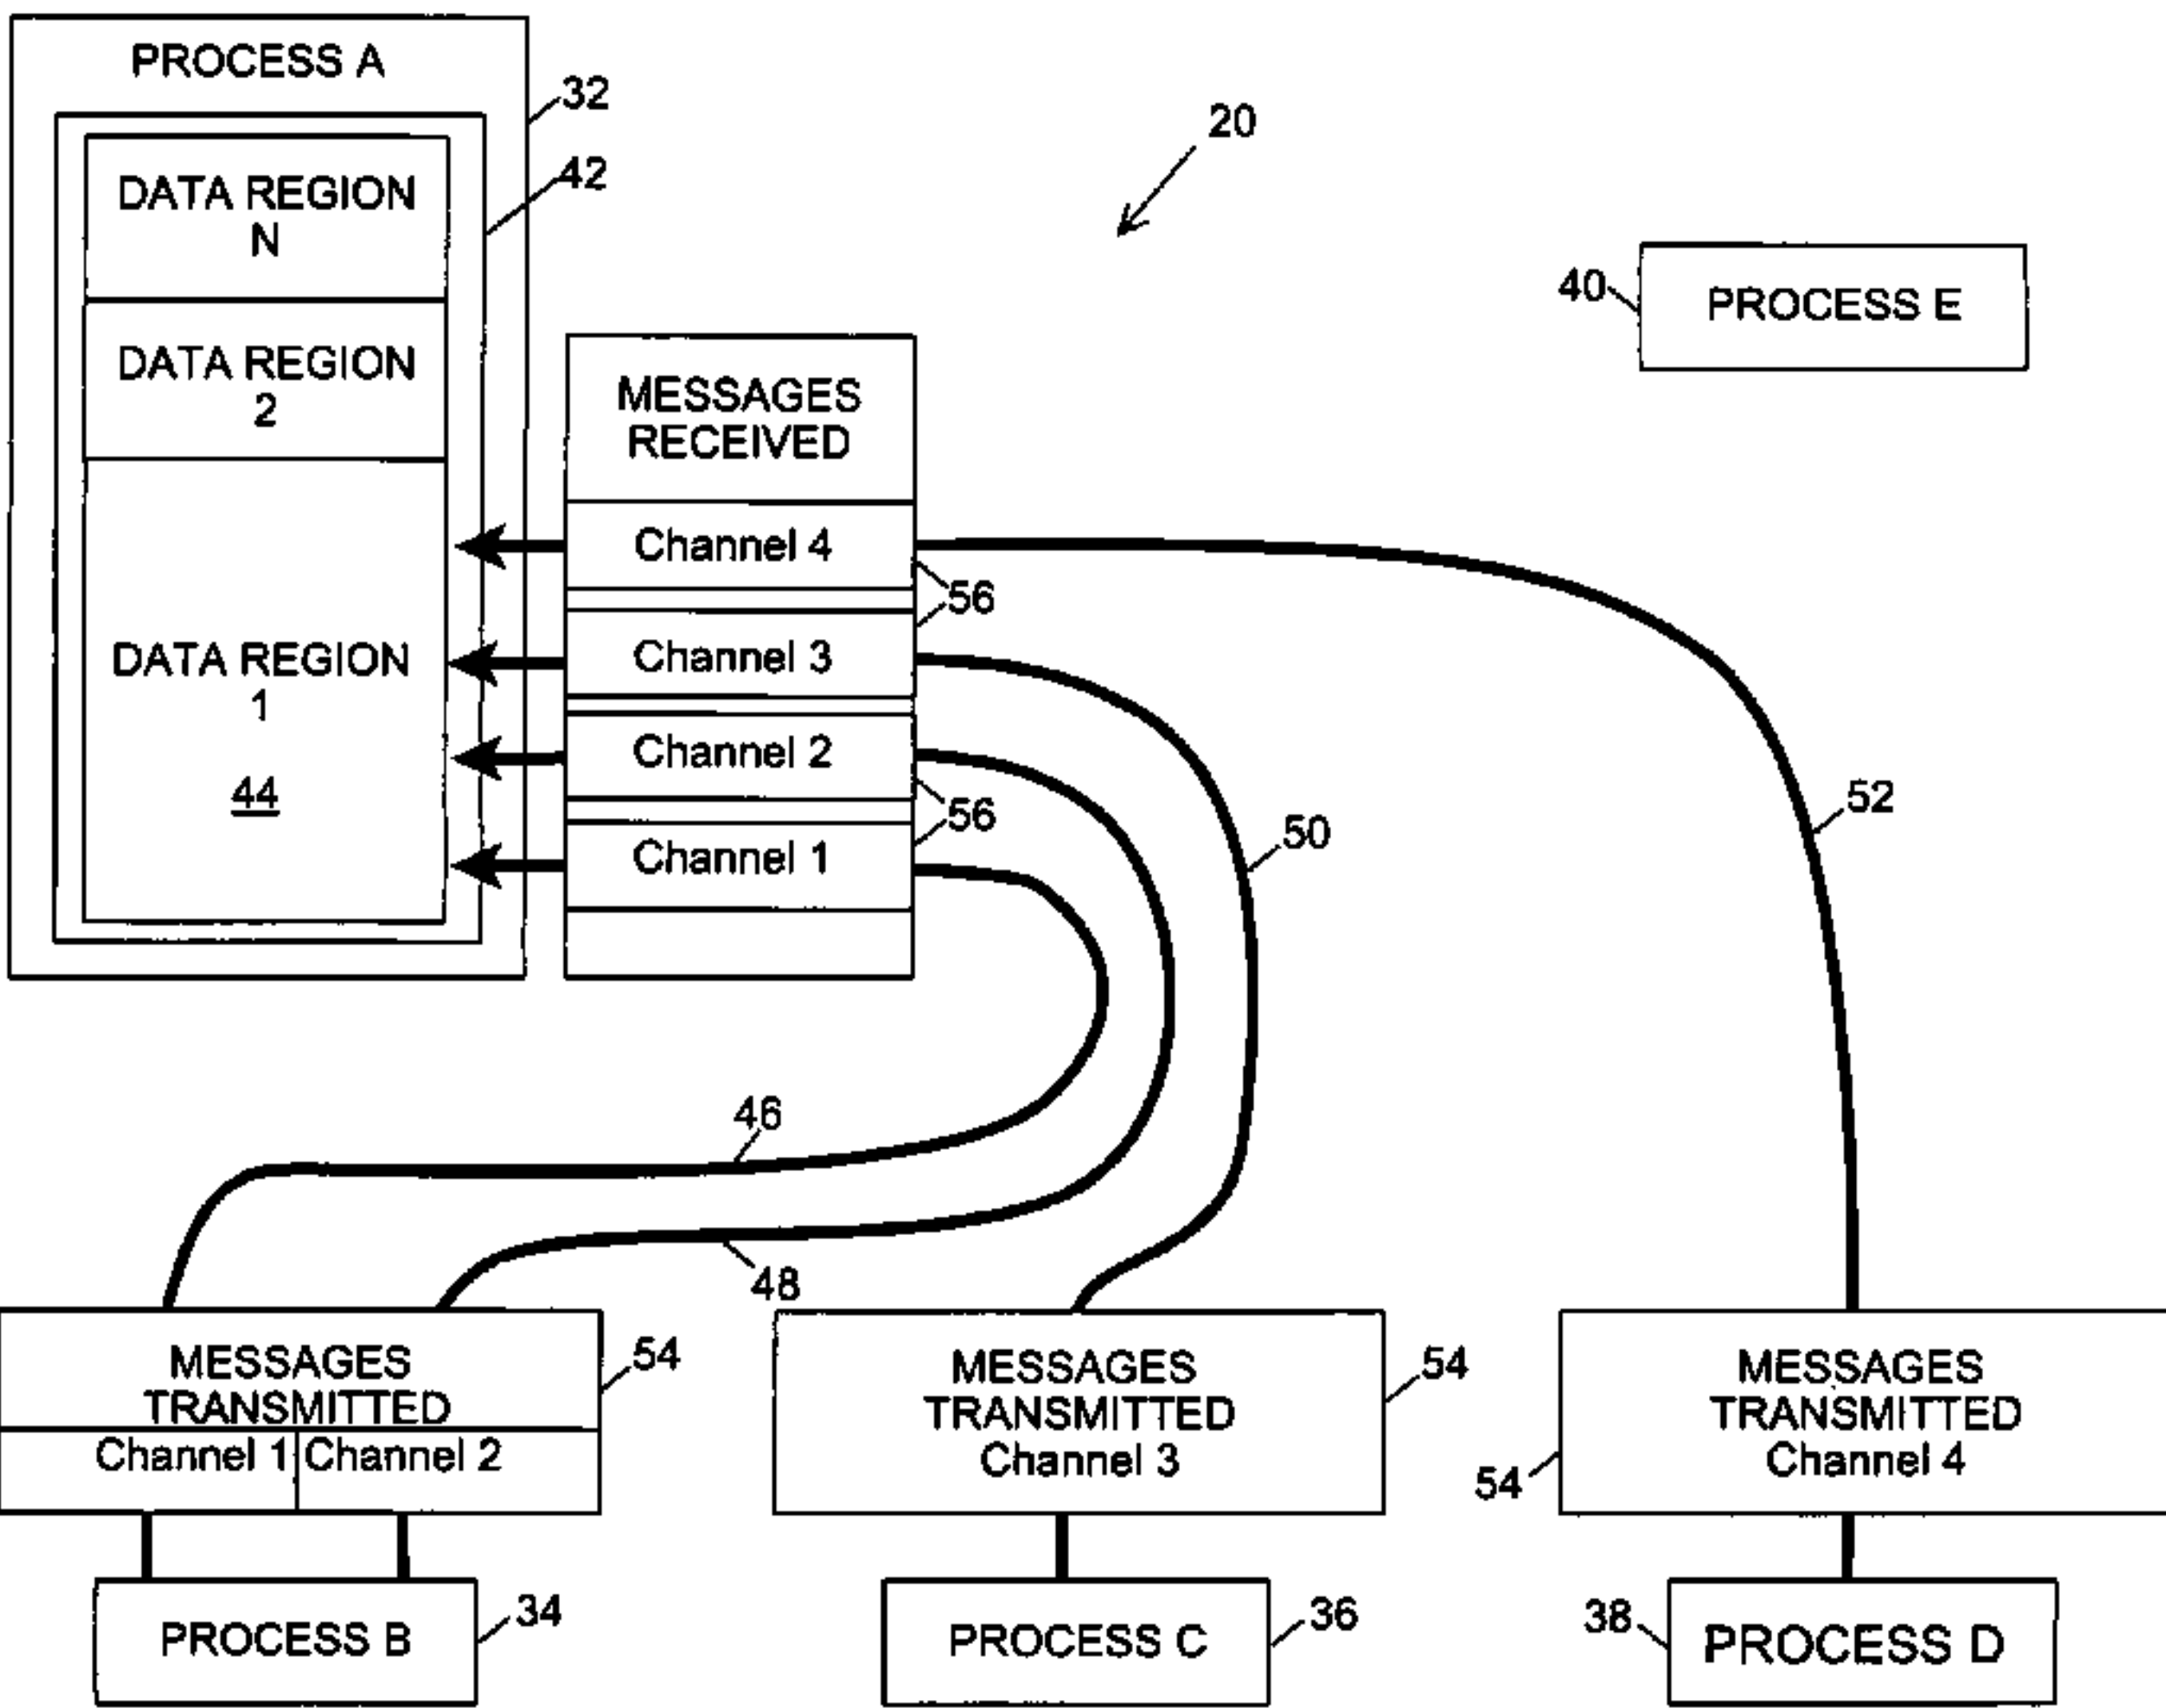 PROCESS A
32
42
DATA REGION
N
DATA REGION
2
DATA REGION
1
44
20
40
PROCESS E
MESSAGES
RECEIVED
Channel 4
56
Channel 3
Channel 2
56
Channel 1
50
52
46
48
MESSAGES
TRANSMITTED
Channel 1
Channel 2
54
PROCESS B
34
MESSAGES
TRANSMITTED
Channel 3
54
PROCESS C
36
MESSAGES
TRANSMITTED
Channel 4
54
38
PROCESS D